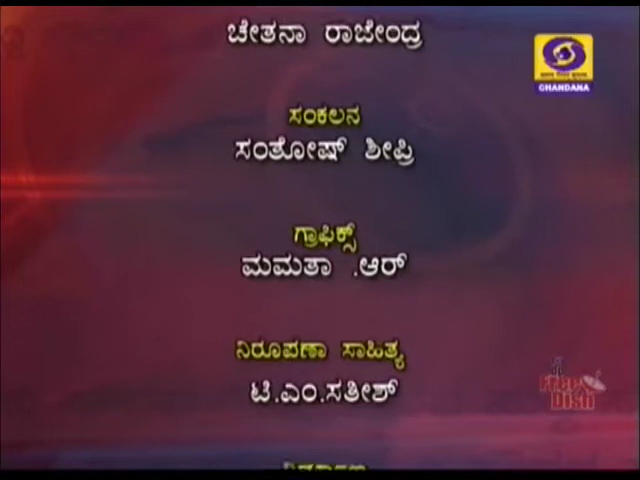 ಚೇತನಾ ರಾಜೇಂದ್ರ
CHANDANA
ಸಂಕಲನ
ಸಂತೋಷ್ ಶೀಪ್ರಿ
ಗ್ರಾಫಿಕ್ಸ್
ಮಮತಾ .ಆರ್
ನಿರೂಪಣಾ ಸಾಹಿತ್ಯ
ಟಿ.ಎಂ.ಸತೀಶ್
Free Dish